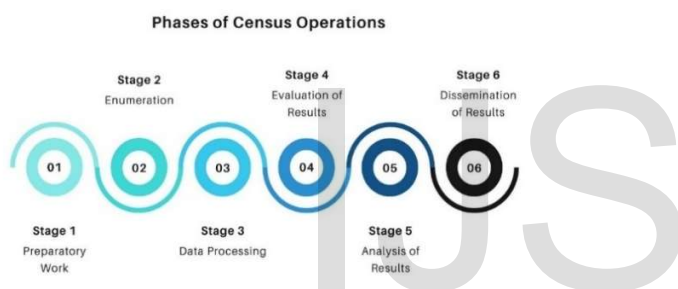 Phases of Census Operations
Stage 2
Enumeration
Stage 4
Evaluation of
Results
Stage 6
Dissemination
of Results
01
02
03
04
05
06
Stage 1
Preparatory
Work
Stage 3
Data Processing
Stage 5
Analysis of
Results
IJS